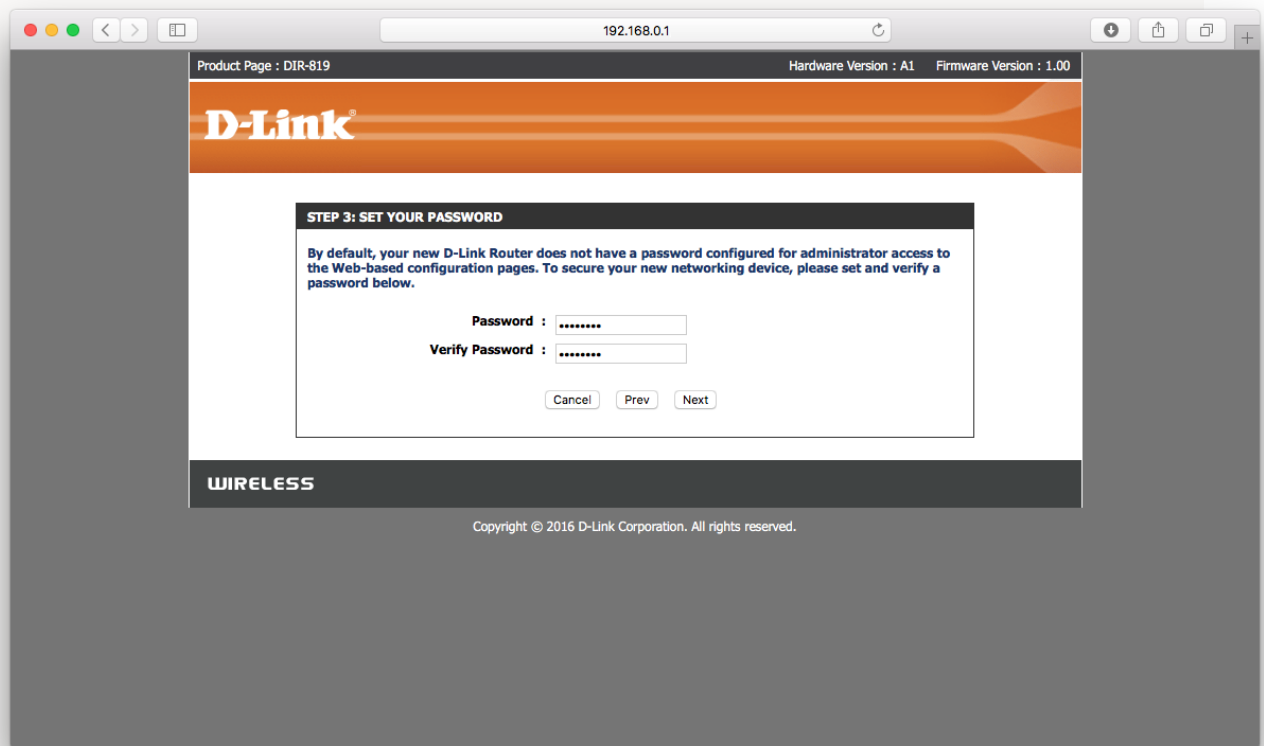 192.168.0.1
Product Page : DIR-819 Hardware Version : A1 Firmware Version : 1.00
D-Link®
STEP 3: SET YOUR PASSWORD
By default, your new D-Link Router does not have a password configured for administrator access to
the Web-based configuration pages. To secure your new networking device, please set and verify a
password below.
Password : ••••••••
Verify Password : ••••••••
Cancel Prev Next
WIRELESS
Copyright © 2016 D-Link Corporation. All rights reserved.